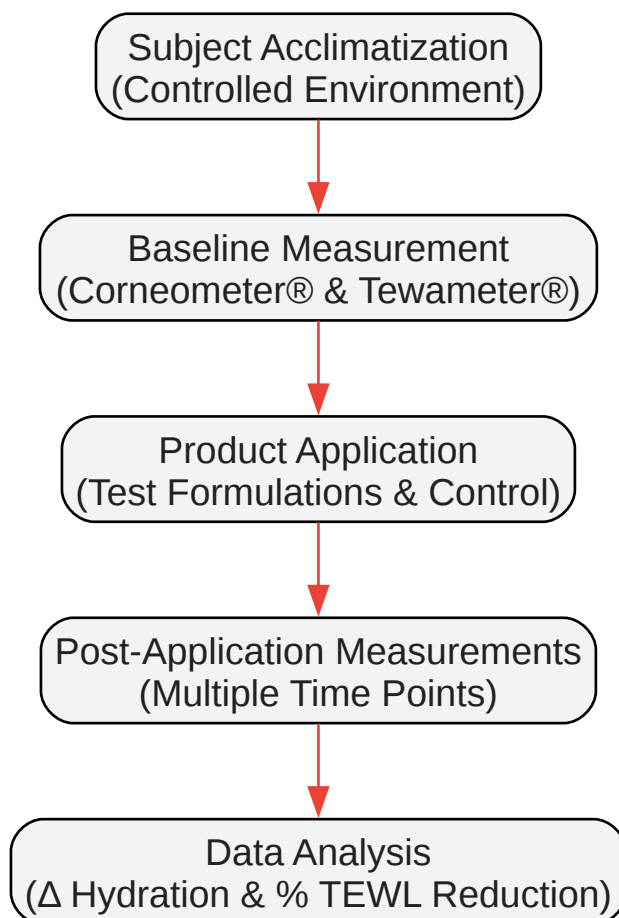 Subject Acclimatization
(Controlled Environment)
Baseline Measurement
(Corneometer® & Tewameter®)
Product Application
(Test Formulations & Control)
Post-Application Measurements
(Multiple Time Points)
Data Analysis
(Δ Hydration & % TEWL Reduction)